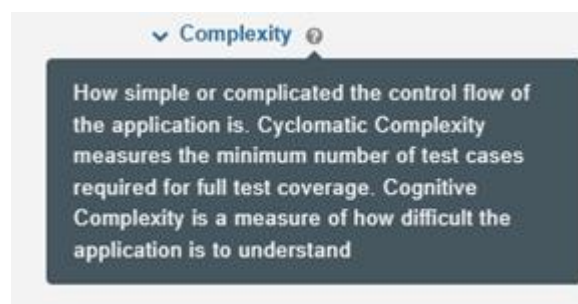 Complexity
How simple or complicated the control flow of
the application is. Cyclomatic Complexity
measures the minimum number of test cases
required for full test coverage. Cognitive
Complexity is a measure of how difficult the
application is to understand